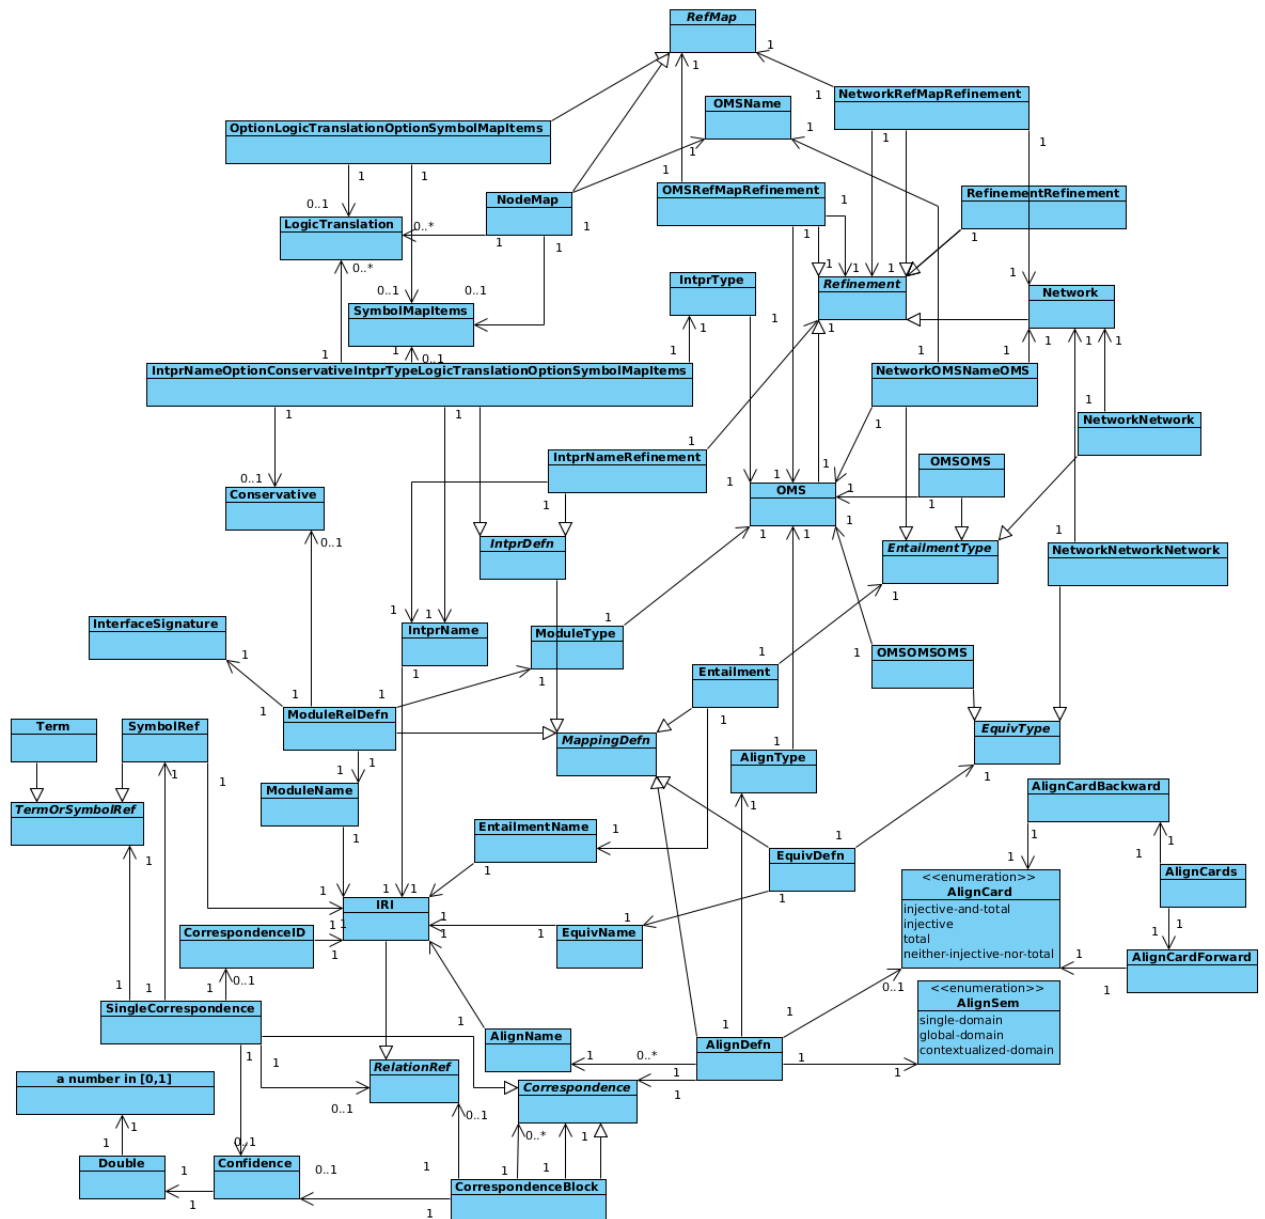 RefMap
1
1
NetworkRefMapRefinement
1
OMSName
OptionLogicTranslationOptionSymbolMapItems
1
1
1
1
1
1
1
OMSRefMapRefinement
RefinementRefinement
NodeMap
0..1
LogicTranslation
0..*
1
1
1
1
1
1
0..*
IntprType
1
1
1
1
Refinement
Network
0..1
0..1
SymbolMapItems
1
1
1
1
1
1
1
1
1
0..1
1
1
IntprNameOptionConservativeIntprTypeLogicTranslationOptionSymbolMapItems
NetworkOMSNameOMS
1
1
1
1
NetworkNetwork
1
IntprNameRefinement
OMSOMS
1
1
0..1
Conservative
OMS
1
1
1
1
1
1
1
0..1
IntprDefn
EntailmentType
NetworkNetworkNetwork
1
1
1
1
InterfaceSignature
IntprName
ModuleType
1
1
1
OMSOMSOMS
1
Entailment
1
1
1
1
1
ModuleRelDefn
Term
SymbolRef
MappingDefn
EquivType
1
1
1
AlignType
1
1
1
AlignCardBackward
ModuleName
TermOrSymbolRef
1
EntailmentName
1
1
1
1
1
1
EquivDefn
1
1
1
AlignCards
<<enumeration>>
AlignCard
injective-and-total
injective
total
neither-injective-nor-total
1
1
1
1
IRI
1
1
1
1
1
1
1
1
EquivName
CorrespondenceID
1
1
1
AlignCardForward
1
0..1
1
1
1
0..1
<<enumeration>>
AlignSem
single-domain
global-domain
contextualized-domain
SingleCorrespondence
1
1
AlignName
AlignDefn
1
1
1
0..*
1
1
RelationRef
a number in [0,1]
Correspondence
1
1
0..1
0..1
1
0..1
0..*
1
1
Double
Confidence
1
0..1
1
1
1
CorrespondenceBlock
1
1